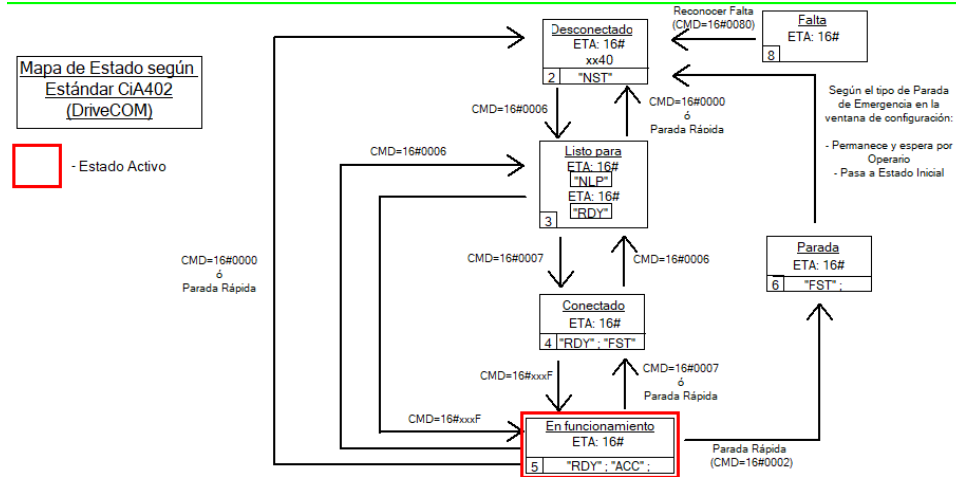 Mapa de Estado según
Estándar CiA402
(DriveCOM)
- Estado Activo
Desconectado
ETA: 16#
xx40
2 "NST"
Reconocer Falta
(CMD=16#0080)
Falta
ETA: 16#
8
CMD=16#0006
CMD=16#0000
ó
Parada Rápida
Según el tipo de Parada
de Emergencia en la
ventana de configuración:
- Permanece y espera por
Operario
- Pasa a Estado Inicial
CMD=16#0006
Listo para
ETA: 16#
"NLP"
ETA: 16#
"RDY"
3
CMD=16#0000
ó
Parada Rápida
CMD=16#0007
CMD=16#0006
Parada
ETA: 16#
6 "FST" ;
Conectado
ETA: 16#
4 "RDY" ; "FST"
CMD=16#xxxF
CMD=16#0007
ó
Parada Rápida
CMD=16#xxxF
En funcionamiento
ETA: 16#
5 "RDY" ; "ACC" ;
Parada Rápida
(CMD=16#0002)